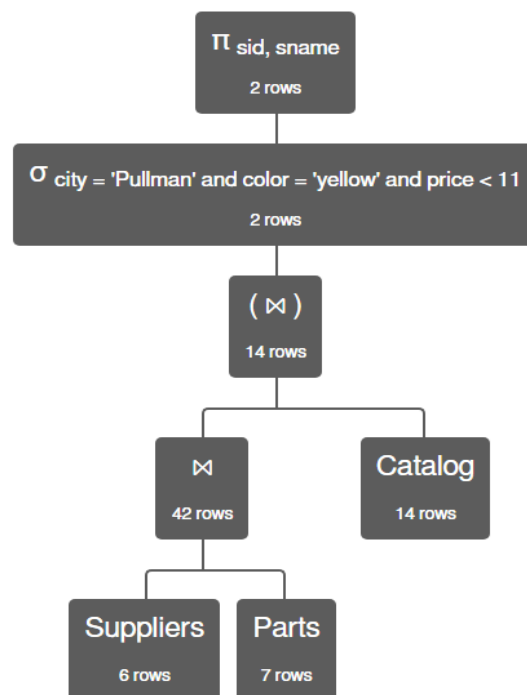 π sid, sname
2 rows
σ city = 'Pullman' and color = 'yellow' and price < 11
2 rows
( ⋈ )
14 rows
⋈
42 rows
Catalog
14 rows
Suppliers
6 rows
Parts
7 rows